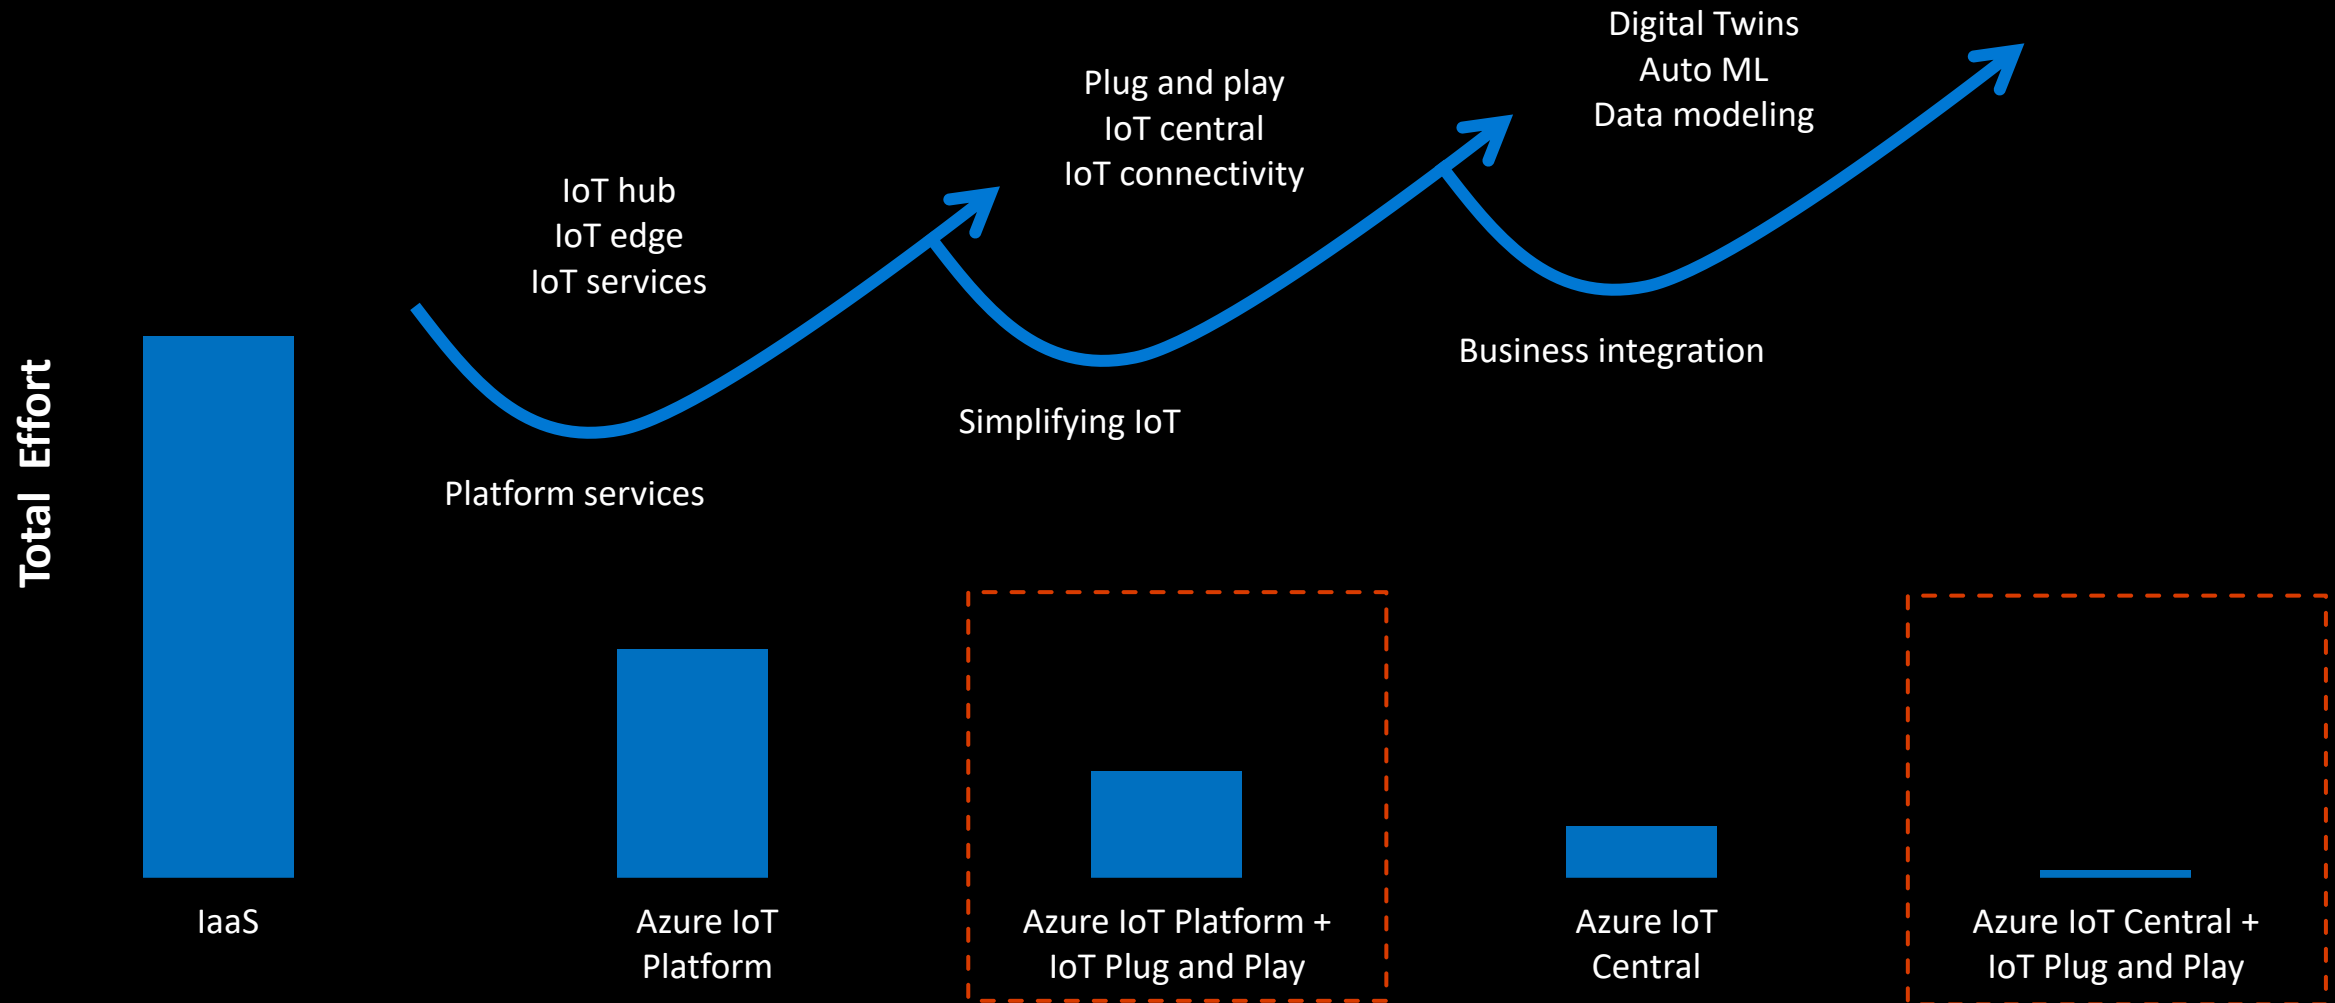 Digital Twins
Auto ML
Data modeling
Plug and play
IoT central
IoT connectivity
IoT hub
IoT edge
IoT services
Business integration
Simplifying IoT
Platform services
Total Effort
IaaS
Azure IoT
Platform
Azure IoT Platform +
IoT Plug and Play
Azure IoT
Central
Azure IoT Central +
IoT Plug and Play